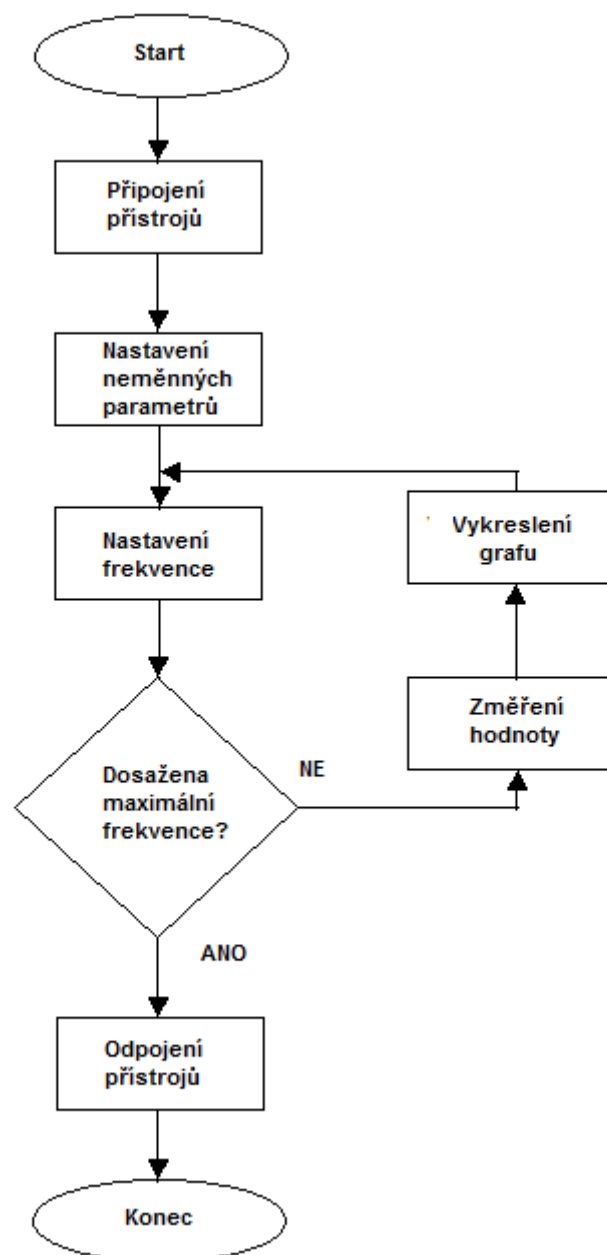 Start
Připojení
přístrojů
Nastavení
neměnných
parametrů
Nastavení
frekvence
Vykreslení
grafu
Změření
hodnoty
Dosažena
maximální
frekvence?
NE
ANO
Odpojení
přístrojů
Konec